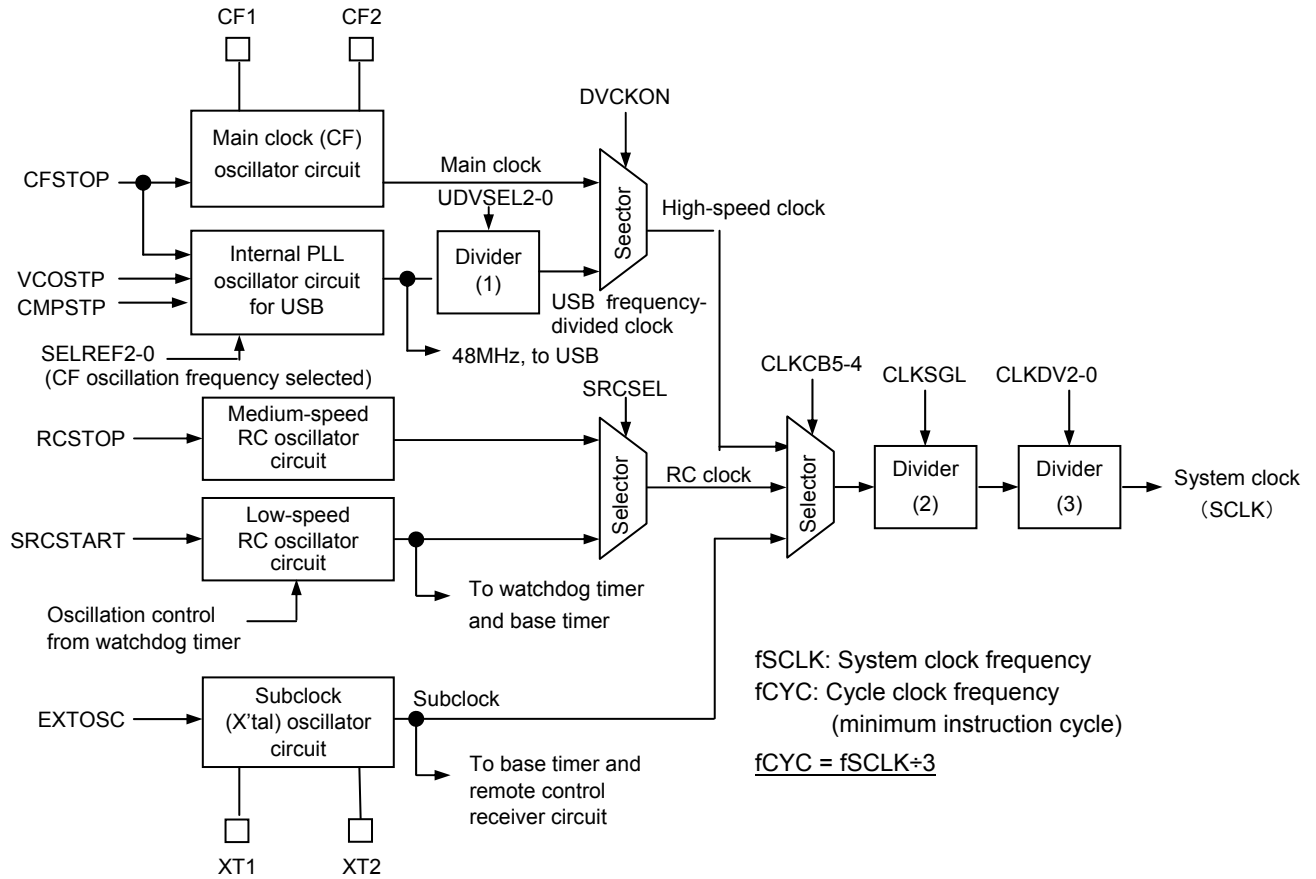 CF1
CF2
DVCKON
Main clock (CF)
oscillator circuit
CFSTOP
Main clock
UDVSEL2-0
Seector
High-speed clock
Internal PLL
oscillator circuit
for USB
VCOSTP
CMPSTP
Divider
(1)
USB frequency-
divided clock
SELREF2-0
(CF oscillation frequency selected)
48MHz, to USB
SRCSEL
CLKCB5-4
CLKSGL
CLKDV2-0
RCSTOP
Medium-speed
RC oscillator
circuit
Selector
RC clock
Selector
Divider
(2)
Divider
(3)
System clock
（SCLK）
SRCSTART
Low-speed
RC oscillator
circuit
To watchdog timer
and base timer
Oscillation control
from watchdog timer
EXTOSC
Subclock
(X'tal) oscillator
circuit
Subclock
To base timer and
remote control
receiver circuit
XT1
XT2
fSCLK: System clock frequency
fCYC: Cycle clock frequency
(minimum instruction cycle)
fCYC = fSCLK÷3